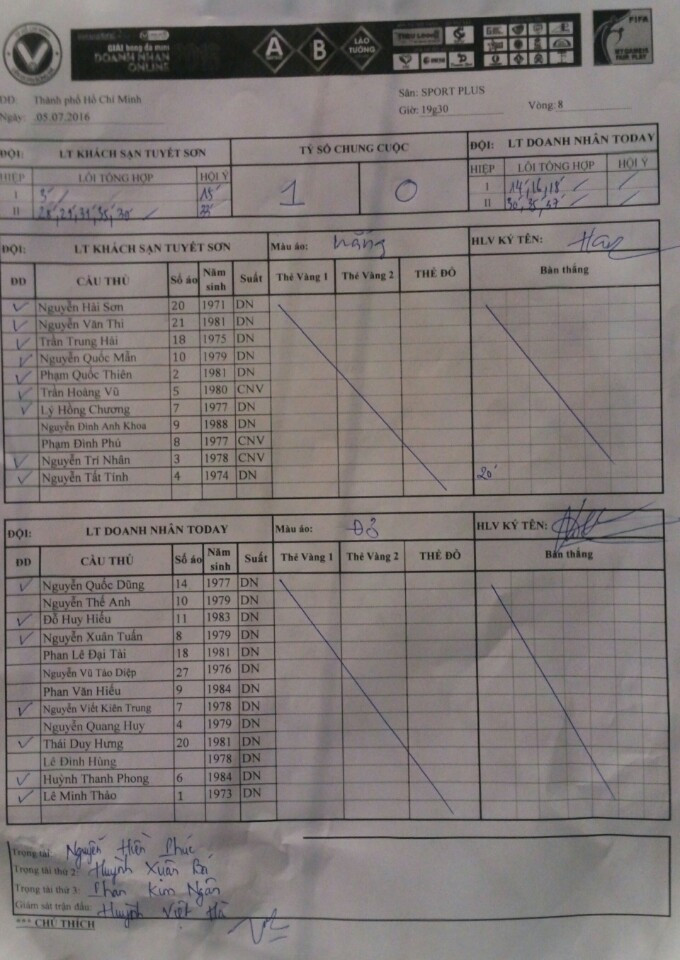 GIẢI bóng đá mini
DOANH NHÂN
ONLINE
A
B
LÁO
TƯỚNG
FIFA
MY GAME IS
FAIR PLAY
ĐĐ: Thành phố Hồ Chí Minh
Sân: SPORT PLUS
Ngày: 05.07.2016
Giờ: 19g30
Vòng: 8
ĐỘI: LT KHÁCH SẠN TUYẾT SƠN
TỶ SỐ CHUNG CUỘC
ĐỘI: LT DOANH NHÂN TODAY
HIỆP LỖI TỔNG HỢP HỘI Ý
1 0
HIỆP LỖI TỔNG HỢP HỘI Ý
I 3' 15'
I 14', 16, 18'
II
II 30', 35, 37'
ĐỘI: LT KHÁCH SẠN TUYẾT SƠN Màu áo: trắng HLV KÝ TÊN:
ĐD CẦU THỦ Số áo Năm sinh Suất Thẻ Vàng 1 Thẻ Vàng 2 THẺ ĐỎ Bàn thắng
Nguyễn Hải Sơn 20 1971 DN
Nguyễn Văn Thi 21 1981 DN
Trần Trung Hải 18 1975 DN
Nguyễn Quốc Mẫn 10 1979 DN
Phạm Quốc Thiên 2 1981 DN
Trần Hoàng Vũ 5 1980 CNV
Lý Hồng Chương 7 1977 DN
Nguyễn Đình Anh Khoa 9 1988 DN
Phạm Đình Phú 8 1977 CNV
Nguyễn Trí Nhân 3 1978 CNV
Nguyễn Tất Tính 4 1974 DN 20'
ĐỘI: LT DOANH NHÂN TODAY Màu áo: Đỏ HLV KÝ TÊN:
ĐD CẦU THỦ Số áo Năm sinh Suất Thẻ Vàng 1 Thẻ Vàng 2 THẺ ĐỎ Bàn thắng
Nguyễn Quốc Dũng 14 1977 DN
Nguyễn Thế Anh 10 1979 DN
Đỗ Huy Hiếu 11 1983 DN
Nguyễn Xuân Tuấn 8 1979 DN
Phan Lê Đại Tài 18 1981 DN
Nguyễn Vũ Tảo Diệp 27 1976 DN
Phan Văn Hiếu 9 1984 DN
Nguyễn Viết Kiên Trung 7 1978 DN
Nguyễn Quang Huy 4 1979 DN
Thái Duy Hưng 20 1981 DN
Lê Đình Hùng 1978 DN
Huỳnh Thanh Phong 6 1984 DN
Lê Minh Thảo 1 1973 DN
Trọng tài: Nguyễn Hiền Phúc
Trọng tài thứ 2: Huỳnh Xuân Bá
Trọng tài thứ 3: Phan Kim Ngân
Giám sát trận đấu: Huỳnh Việt Hà
*** CHÚ THÍCH